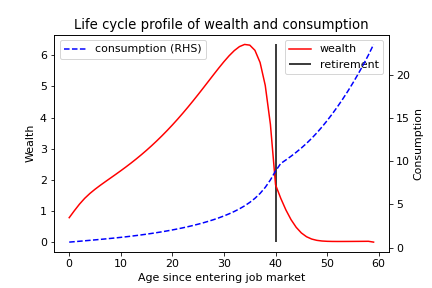 Life cycle profile of wealth and consumption
consumption (RHS)
wealth
retirement
Wealth
6
5
4
3
2
1
0
20
15
10
5
0
Consumption
0 10 20 30 40 50 60
Age since entering job market